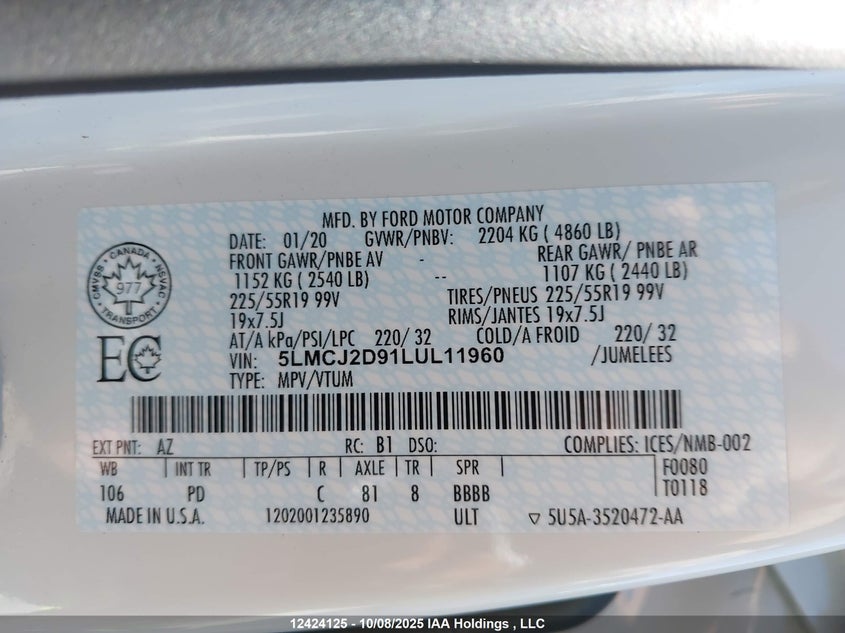 MFD. BY FORD MOTOR COMPANY
DATE: 01/20 GVWR/PNBV: 2204 KG ( 4860 LB)
FRONT GAWR/PNBE AV - REAR GAWR/ PNBE AR
1152 KG ( 2540 LB) -- 1107 KG ( 2440 LB)
225/55R19 99V TIRES/PNEUS 225/55R19 99V
19x7.5J RIMS/JANTES 19x7.5J
AT/A kPa/PSI/LPC 220/ 32 COLD/A FROID 220/ 32
VIN: 5LMCJ2D91LUL11960 /JUMELEES
TYPE: MPV/VTUM
CANADA
CMVSS NSVAC
977
TRANSPORT
EC
EXT PNT: AZ RC: B1 DSO: COMPLIES: ICES/NMB-002
WB INT TR TP/PS R AXLE TR SPR F0080
106 PD C 81 8 BBBB T0118
MADE IN U.S.A. 1202001235890 ULT ▽ 5U5A-3520472-AA
12424125 - 10/08/2025 IAA Holdings , LLC